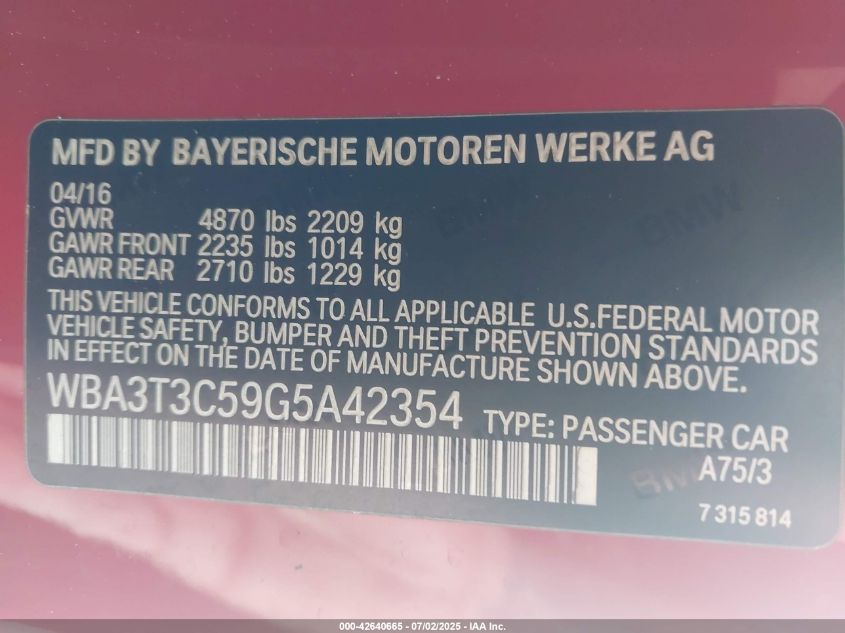 MFD BY BAYERISCHE MOTOREN WERKE AG
04/16
GVWR 4870 lbs 2209 kg
GAWR FRONT 2235 lbs 1014 kg
GAWR REAR 2710 lbs 1229 kg
THIS VEHICLE CONFORMS TO ALL APPLICABLE U.S.FEDERAL MOTOR
VEHICLE SAFETY, BUMPER AND THEFT PREVENTION STANDARDS
IN EFFECT ON THE DATE OF MANUFACTURE SHOWN ABOVE.
WBA3T3C59G5A42354 TYPE: PASSENGER CAR
A75/3
7 315 814
000-42640665 - 07/02/2025 - IAA Inc.